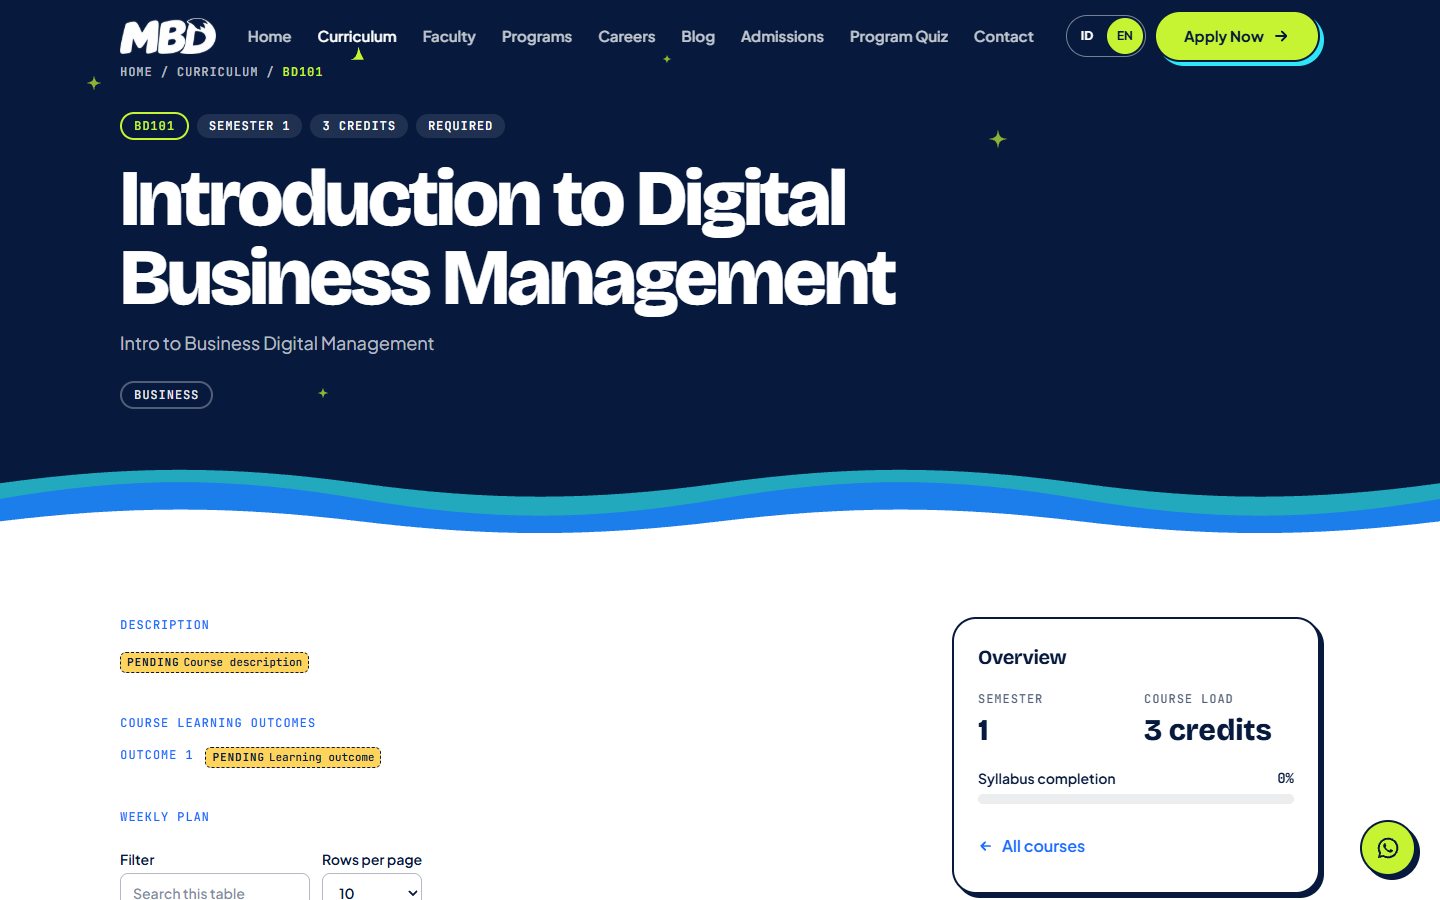 MBD
Home Curriculum Faculty Programs Careers Blog Admissions Program Quiz Contact ID EN Apply Now →
HOME / CURRICULUM / BD101
BD101 SEMESTER 1 3 CREDITS REQUIRED
Introduction to Digital
Business Management
Intro to Business Digital Management
BUSINESS
DESCRIPTION
PENDING Course description
COURSE LEARNING OUTCOMES
OUTCOME 1 PENDING Learning outcome
WEEKLY PLAN
Filter Rows per page
Search this table 10
Overview
SEMESTER COURSE LOAD
1 3 credits
Syllabus completion 0%
← All courses